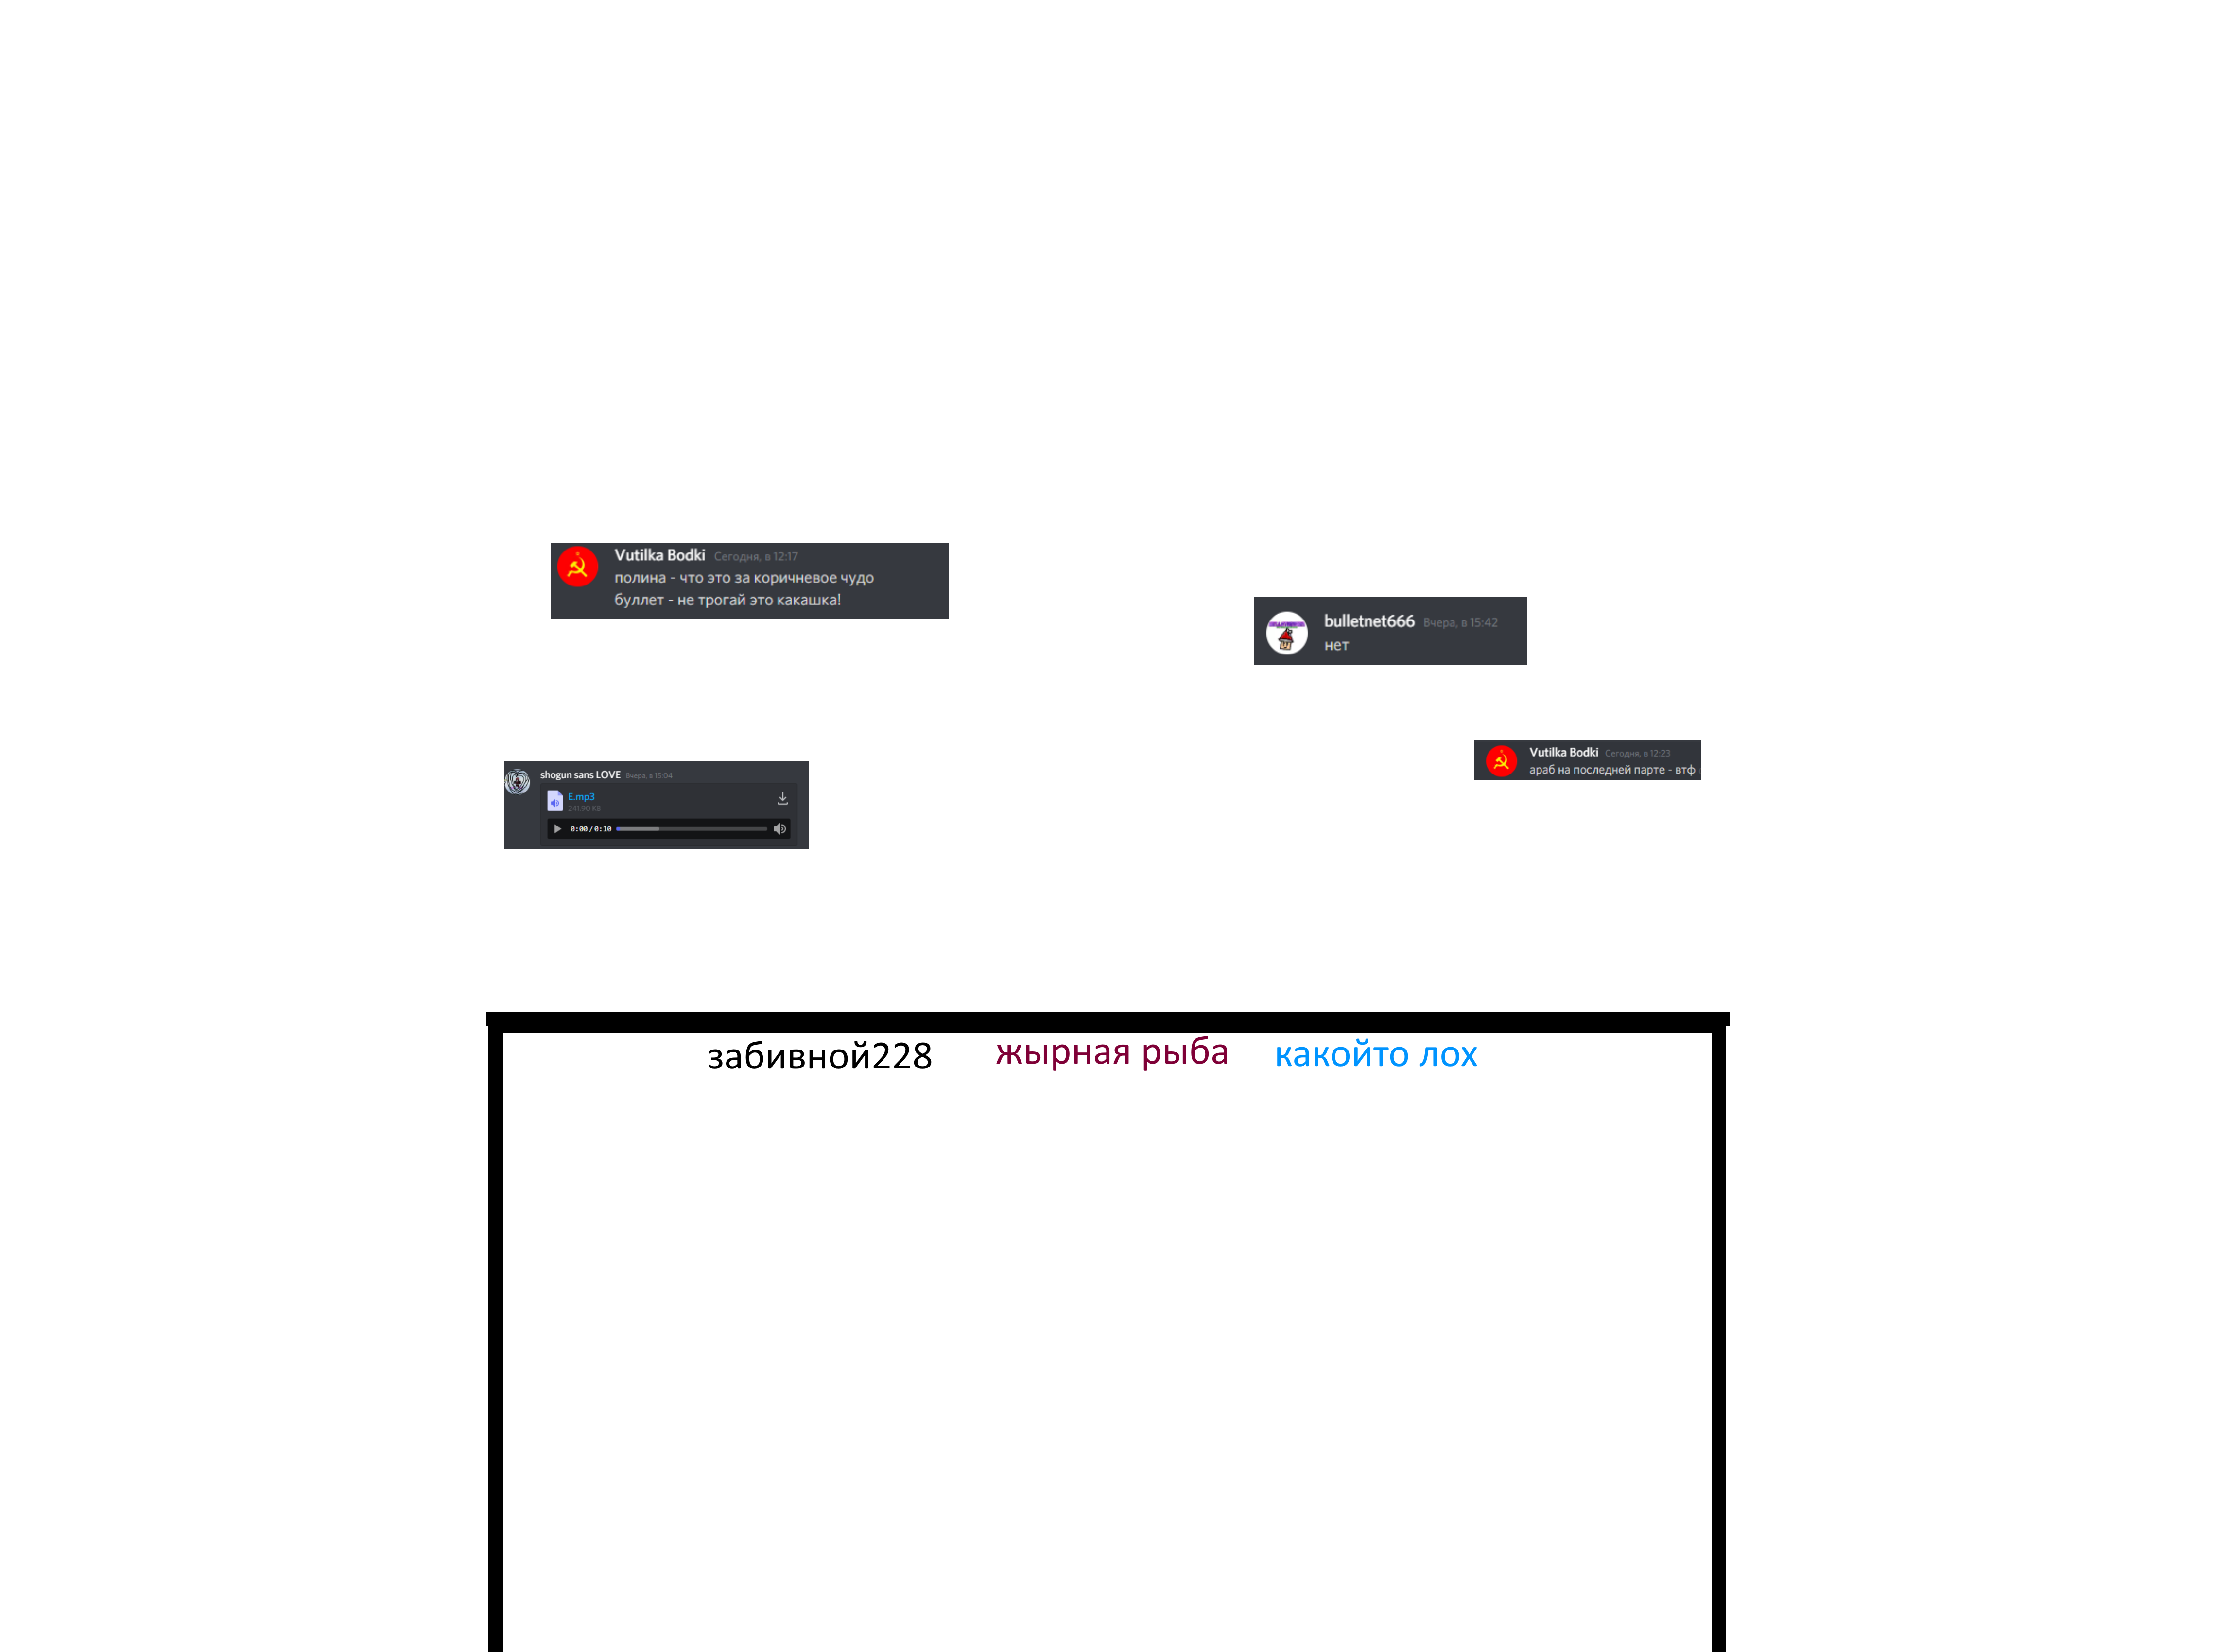 Vutilka Bodki Сегодня, в 12:17
полина - что это за коричневое чудо
буллет - не трогай это какашка!
bulletnet666 Вчера, в 15:42
нет
Vutilka Bodki Сегодня, в 12:23
араб на последней парте - втф
shogun sans LOVE Вчера, в 15:04
E.mp3
241.90 KB
0:00 / 0:10
забивной228 жырная рыба какойто лох